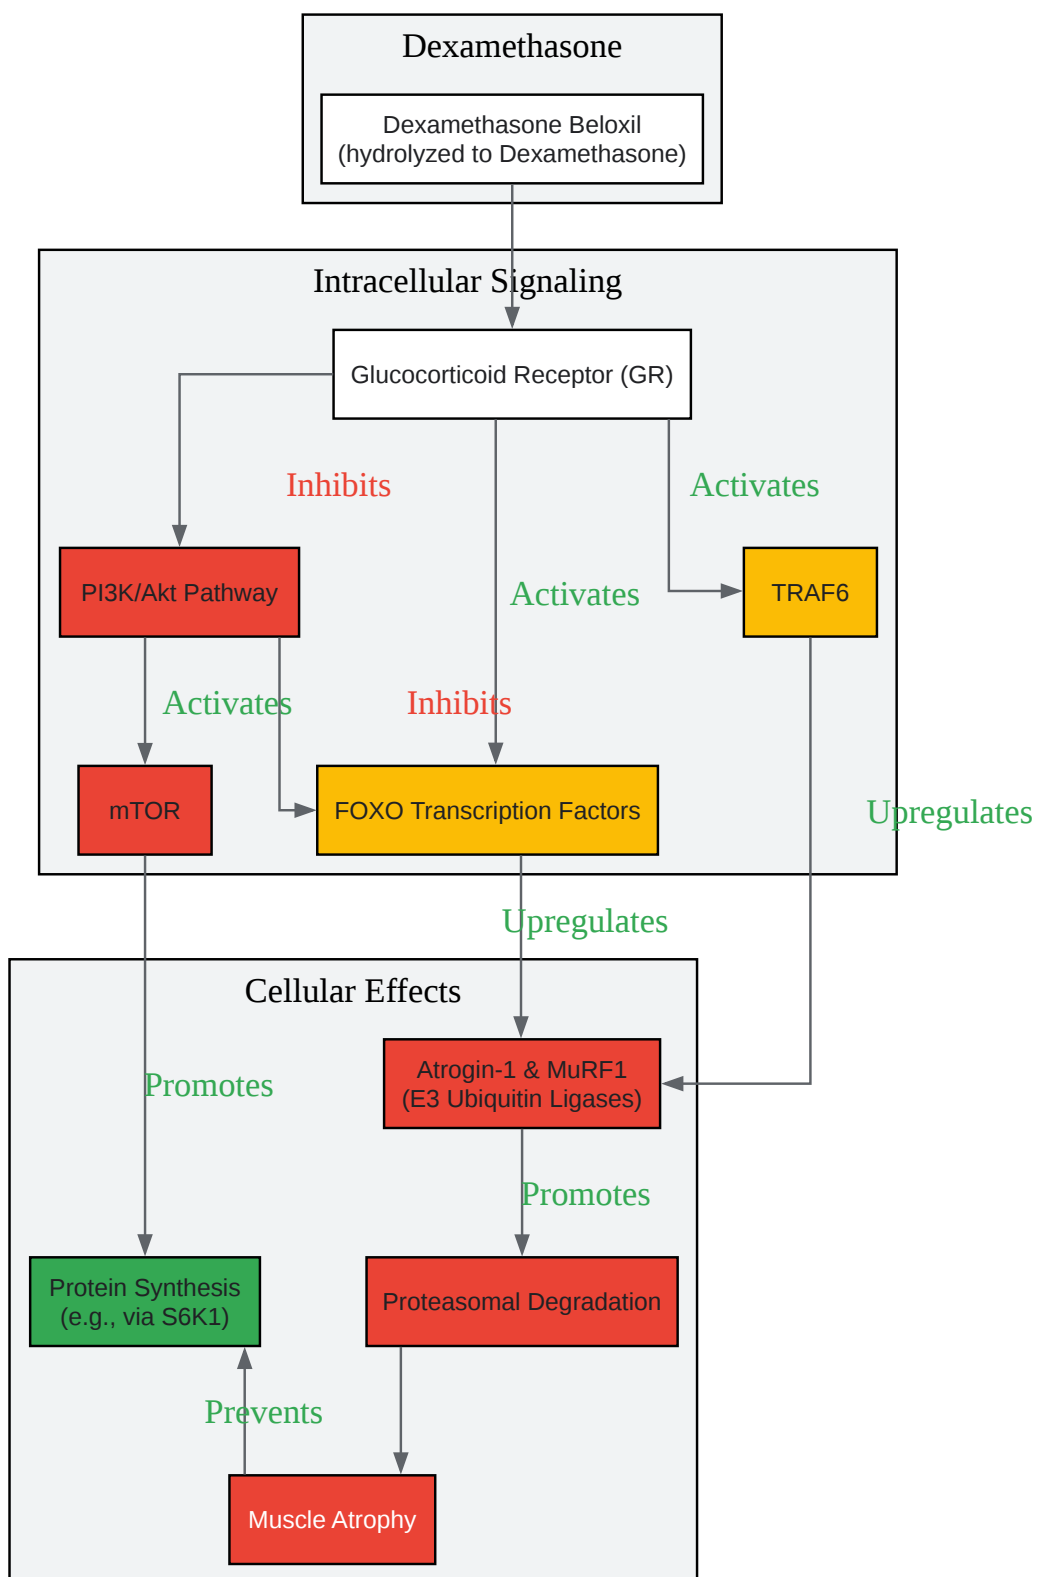 Dexamethasone
Dexamethasone Beloxil
(hydrolyzed to Dexamethasone)
Intracellular Signaling
Glucocorticoid Receptor (GR)
Inhibits
Activates
PI3K/Akt Pathway
Activates
TRAF6
Activates
Inhibits
mTOR
FOXO Transcription Factors
Upregulates
Upregulates
Cellular Effects
Atrogin-1 & MuRF1
(E3 Ubiquitin Ligases)
Promotes
Promotes
Protein Synthesis
(e.g., via S6K1)
Proteasomal Degradation
Prevents
Muscle Atrophy